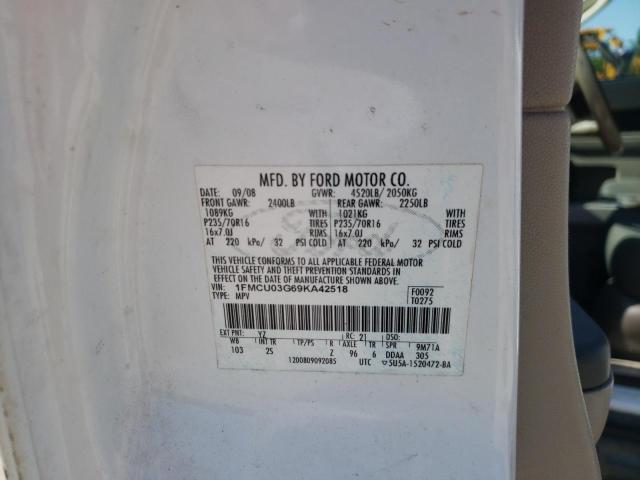 MFD. BY FORD MOTOR CO.
DATE: 09/08 GVWR: 4520LB/ 2050KG
FRONT GAWR: 2400LB REAR GAWR: 2250LB
1089KG WITH 1021KG WITH
P235/70R16 TIRES P235/70R16 TIRES
16x7.0J RIMS 16x7.0J RIMS
AT 220 kPa/ 32 PSI COLD AT 220 kPa/ 32 PSI COLD
THIS VEHICLE CONFORMS TO ALL APPLICABLE FEDERAL MOTOR
VEHICLE SAFETY AND THEFT PREVENTION STANDARDS IN
EFFECT ON THE DATE OF MANUFACTURE SHOWN ABOVE.
VIN: 1FMCU03G69KA42518 F0092
TYPE: MPV T0275
EXT PNT: YZ RC: 21 DSO:
WB INT TR TP/PS R AXLE TR SPR 9M71A
103 2S Z 96 6 DDAA 305
1200809092085 UTC ▽5U5A-1520472-BA